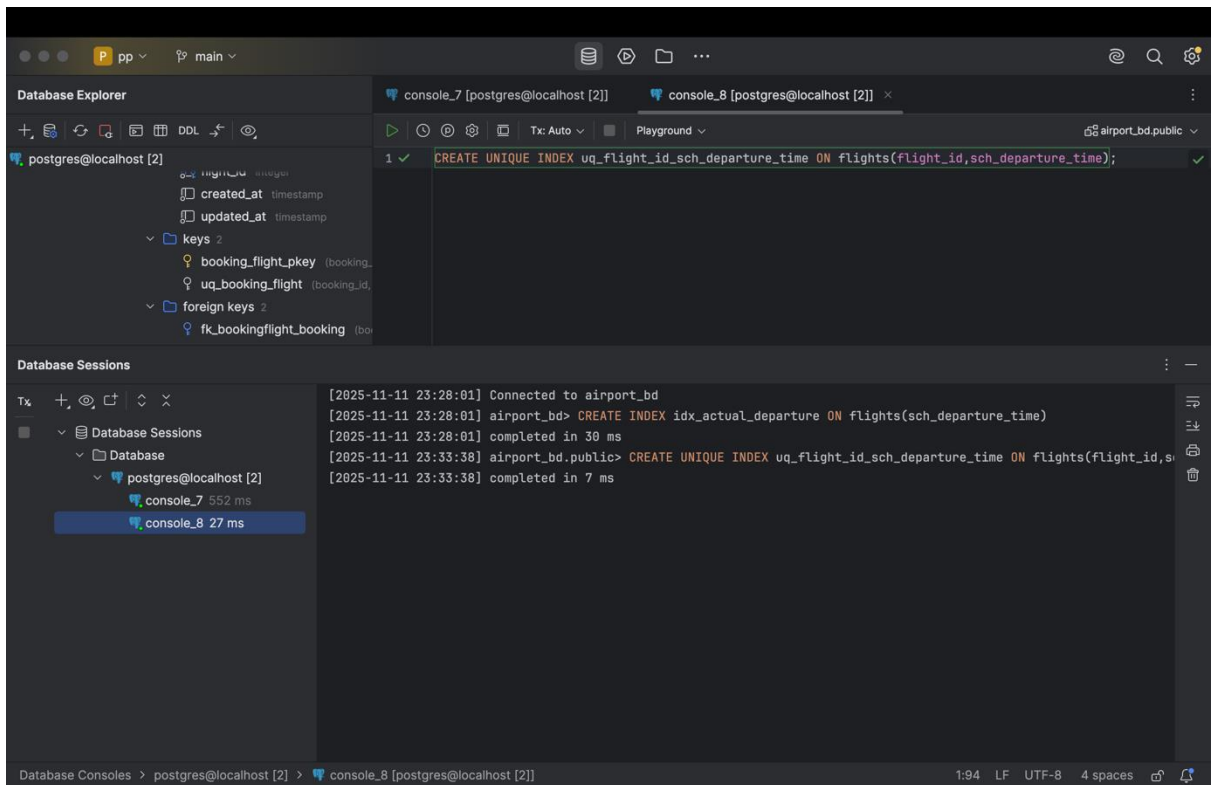 P pp main
Database Explorer
console_7 [postgres@localhost [2]] console_8 [postgres@localhost [2]]
DDL Tx: Auto Playground airport_bd.public
postgres@localhost [2]
1 CREATE UNIQUE INDEX uq_flight_id_sch_departure_time ON flights(flight_id,sch_departure_time);
integer
created_at timestamp
updated_at timestamp
keys 2
booking_flight_pkey (booking_
uq_booking_flight (booking_id,
foreign keys 2
fk_bookingflight_booking (boo
Database Sessions
Tx
Database Sessions
Database
postgres@localhost [2]
console_7 552 ms
console_8 27 ms
[2025-11-11 23:28:01] Connected to airport_bd
[2025-11-11 23:28:01] airport_bd> CREATE INDEX idx_actual_departure ON flights(sch_departure_time)
[2025-11-11 23:28:01] completed in 30 ms
[2025-11-11 23:33:38] airport_bd.public> CREATE UNIQUE INDEX uq_flight_id_sch_departure_time ON flights(flight_id,s
[2025-11-11 23:33:38] completed in 7 ms
Database Consoles > postgres@localhost [2] > console_8 [postgres@localhost [2]] 1:94 LF UTF-8 4 spaces